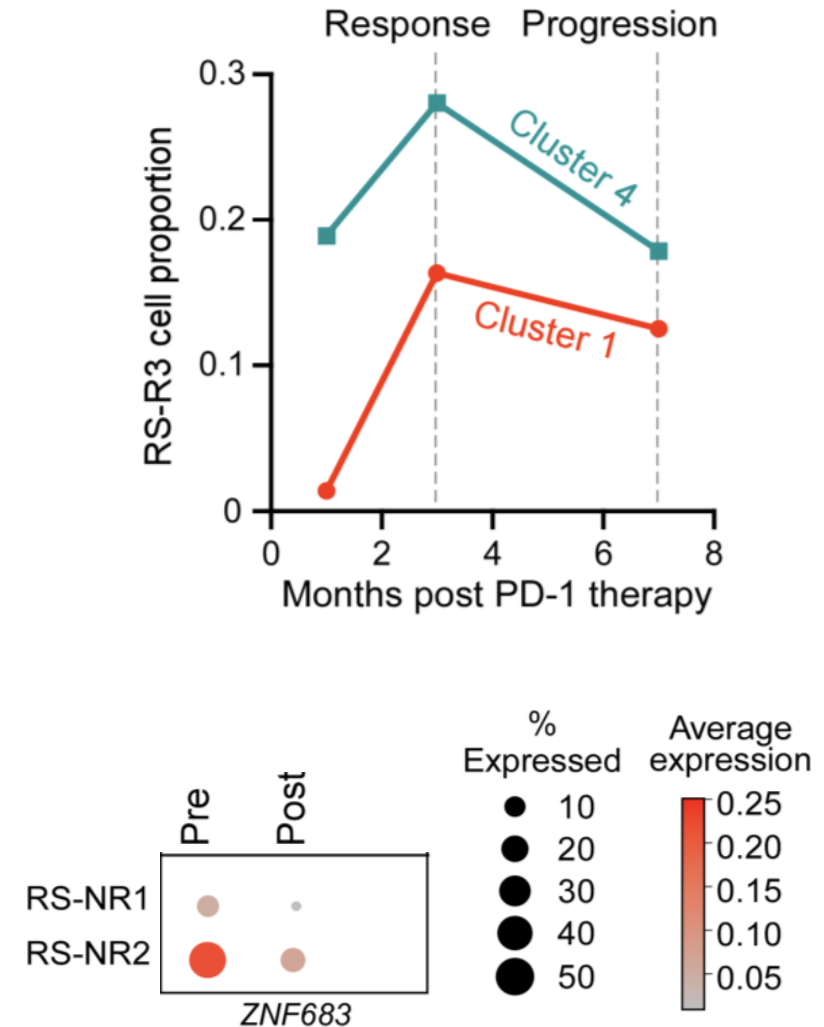 Response Progression
0.3
0.2
0.1
0
RS-R3 cell proportion
Cluster 4
Cluster 1
0 2 4 6 8
Months post PD-1 therapy
Pre Post
RS-NR1
RS-NR2
ZNF683
%
Expressed
10
20
30
40
50
Average
expression
0.25
0.20
0.15
0.10
0.05